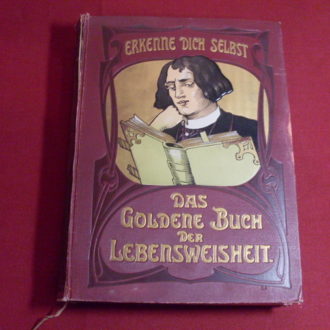 ERKENNE DICH SELBST
DAS
GOLDENE BUCH
DER
LEBENSWEISHEIT.